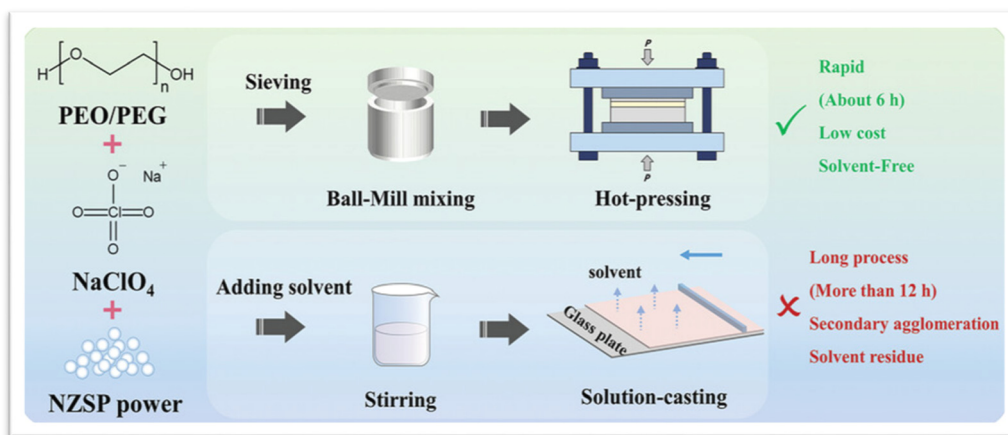 H
O
n
OH
PEO/PEG
+
O⁻ Na⁺
O=Cl=O
O
NaClO₄
+
NZSP power
Sieving
Ball-Mill mixing
P
P
Hot-pressing
Rapid
(About 6 h)
Low cost
Solvent-Free
Adding solvent
Stirring
solvent
Glass plate
Solution-casting
Long process
(More than 12 h)
Secondary agglomeration
Solvent residue